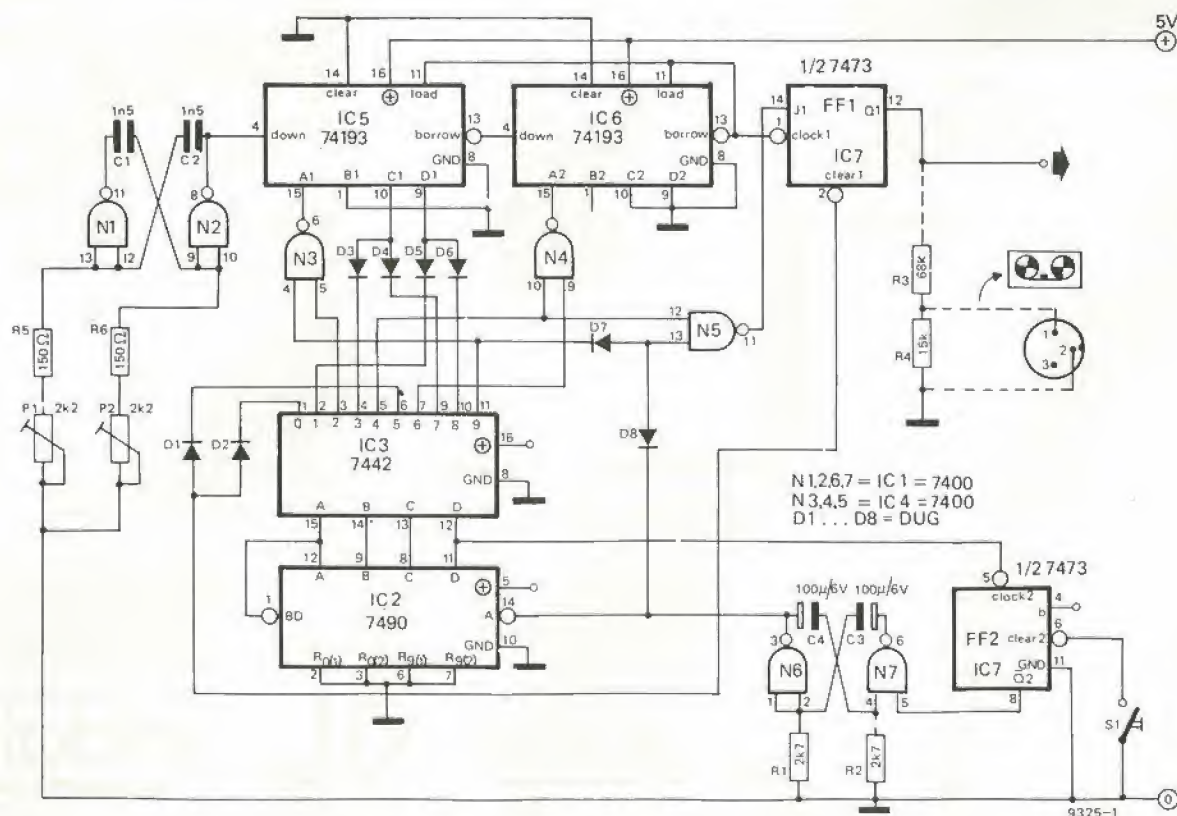 5V
+
1/2 7473
14 16 11
clear + load
14 16 11
clear + load
1n5 1n5
C1 C2
4 down IC5 74193 borrow 13
GND 8
A1 B1 C1 D1
15 1 10 9
4 down IC6 74193 borrow 13
GND 8
A2 B2 C2 D2
15 1 10 9
14 J1 FF1 Q1 12
1 clock1
IC7
clear1
2
11 8
N1 N2
13 12 9 10
6
N3
4 5
D3 D4 D5 D6
N4
10 9
R3 68K
R4 15k
1
2
3
12
13 N5 11
D7
R5 150Ω
R6 150Ω
P1 2k2
P2 2k2
D1 D2
D8
1 2 3 4 5 6 7 9 10 11
0 1 2 3 4 5 6 7 8 9
IC3
7442
+ 16
GND 8
A B C D
15 14 13 12
N1,2,6,7 = IC1 = 7400
N3,4,5 = IC4 = 7400
D1...D8 = DUG
12 9 8 11
A B C D
1 BD
IC2
7490
+ 5
A 14
GND 10
R0(1) R0(2) R9(1) R9(2)
2 3 6 7
100µ/6V 100µ/6V
C4 C3
3 6
N6 N7
1 2 4 5
R1 2k7
R2 2k7
1/2 7473
5
clock2
b 4
FF2 clear2 6
IC7 GND 11
Q2
8
S1
0
9325-1